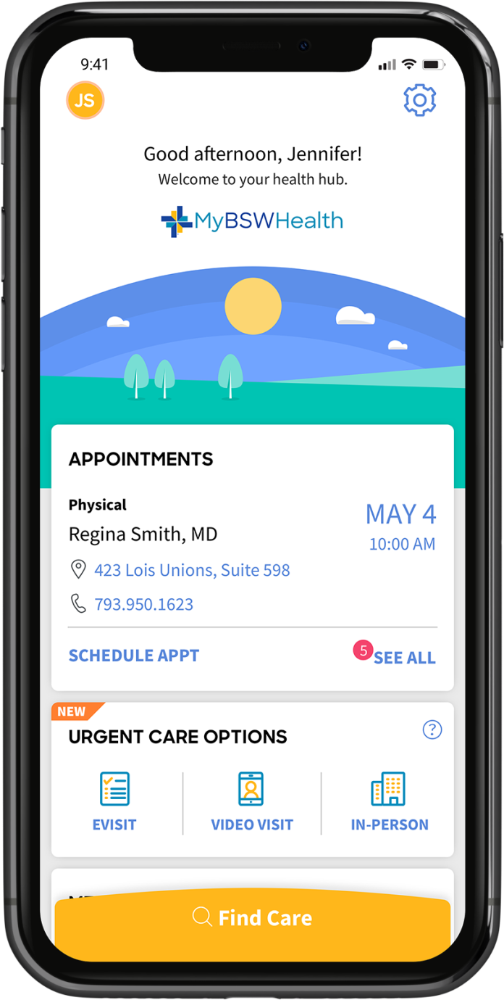 9:41
JS
Good afternoon, Jennifer!
Welcome to your health hub.
MyBSWHealth
APPOINTMENTS
Physical
MAY 4
Regina Smith, MD
10:00 AM
423 Lois Unions, Suite 598
793.950.1623
SCHEDULE APPT
5
SEE ALL
NEW
URGENT CARE OPTIONS
?
EVISIT
VIDEO VISIT
IN-PERSON
Find Care